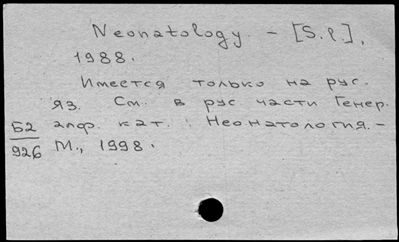 Neonatology - [S.l.],
1988.
Имеется только на рус.
яз. См. в рус части Генер.
Б2 алф. кат. : Неонатология.-
926 М., 1998.